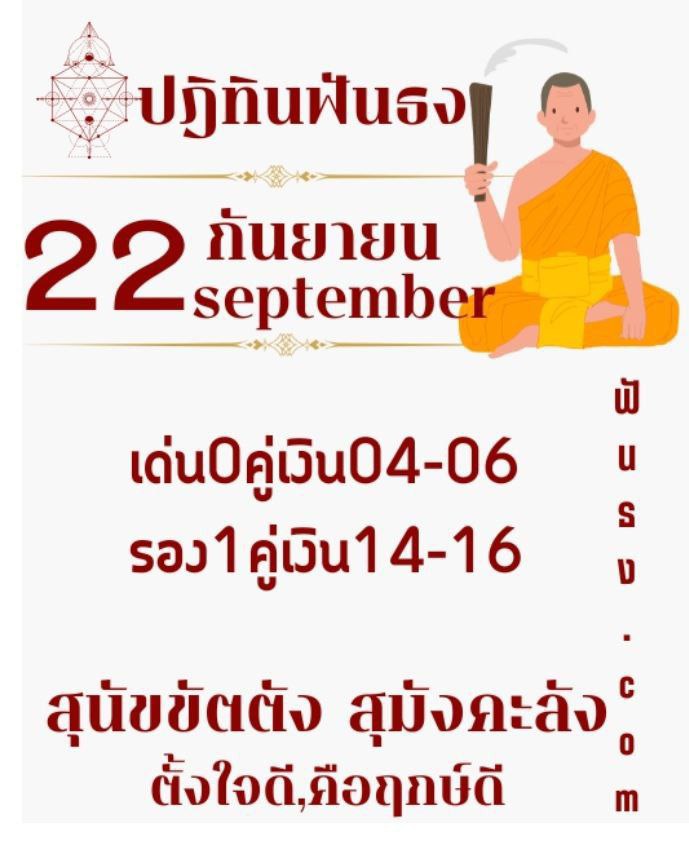 ปฏิทินฟันธง
22 กันยายน
september
เด่น0คู่เงิน04-06
รอง1คู่เงิน14-16
สุนัขขัตตัง สุมังคะลัง
ตั้งใจดี,คือฤกษ์ดี
ฟันธง.com